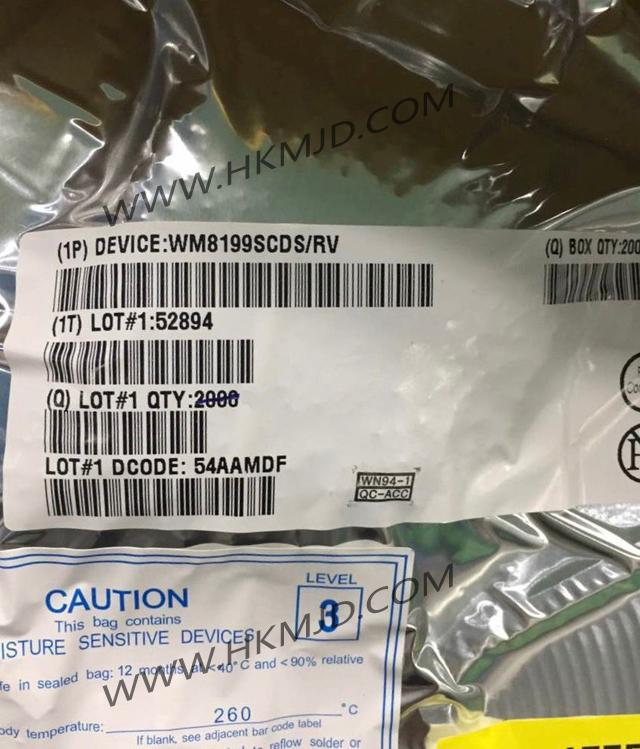 WWW.HKMJD.COM
(1P) DEVICE:WM8199SCDS/RV
(Q) BOX QTY:200
(1T) LOT#1:52894
(Q) LOT#1 QTY:2000
LOT#1 DCODE: 54AAMDF
WN94-1
QC-ACC
CAUTION
This bag contains
ISTURE SENSITIVE DEVICES
LEVEL
3
WWW.HKMJD.COM
fe in sealed bag: 12 months at <40°C and <90% relative
ody temperature: 260 °C
If blank, see adjacent bar code label
reflow solder or